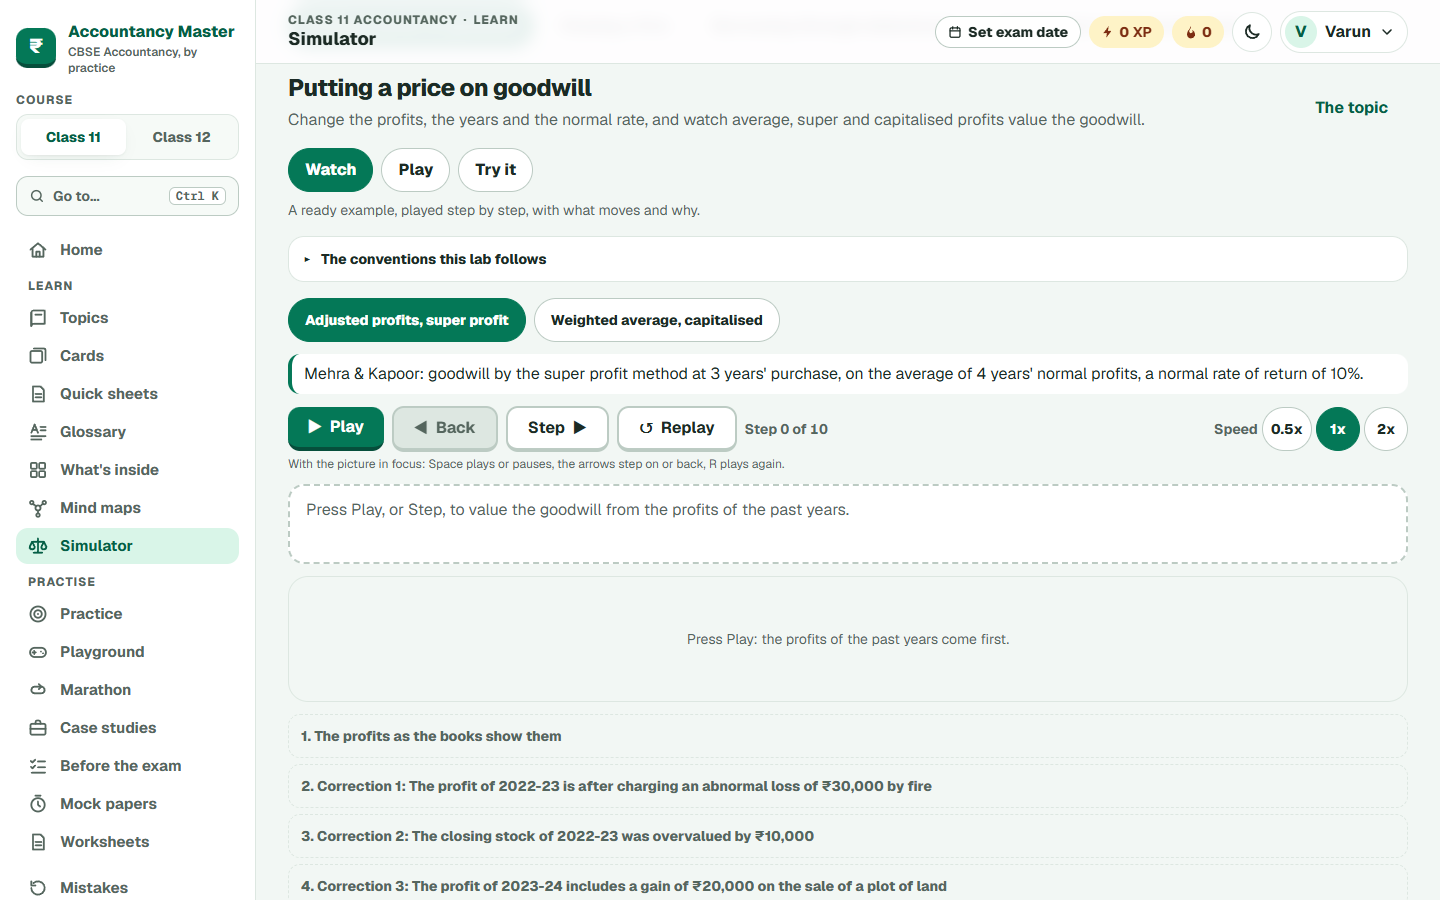 Accountancy Master
CBSE Accountancy, by
practice
COURSE
Class 11
Class 12
Go to...
Ctrl K
Home
LEARN
Topics
Cards
Quick sheets
Glossary
What's inside
Mind maps
Simulator
PRACTISE
Practice
Playground
Marathon
Case studies
Before the exam
Mock papers
Worksheets
Mistakes
CLASS 11 ACCOUNTANCY · LEARN
Simulator
Set exam date
0 XP
0
V
Varun
Putting a price on goodwill
Change the profits, the years and the normal rate, and watch average, super and capitalised profits value the goodwill.
The topic
Watch
Play
Try it
A ready example, played step by step, with what moves and why.
The conventions this lab follows
Adjusted profits, super profit
Weighted average, capitalised
Mehra & Kapoor: goodwill by the super profit method at 3 years' purchase, on the average of 4 years' normal profits, a normal rate of return of 10%.
Play
Back
Step
Replay
Step 0 of 10
Speed
0.5x
1x
2x
With the picture in focus: Space plays or pauses, the arrows step on or back, R plays again.
Press Play, or Step, to value the goodwill from the profits of the past years.
Press Play: the profits of the past years come first.
1. The profits as the books show them
2. Correction 1: The profit of 2022-23 is after charging an abnormal loss of ₹30,000 by fire
3. Correction 2: The closing stock of 2022-23 was overvalued by ₹10,000
4. Correction 3: The profit of 2023-24 includes a gain of ₹20,000 on the sale of a plot of land